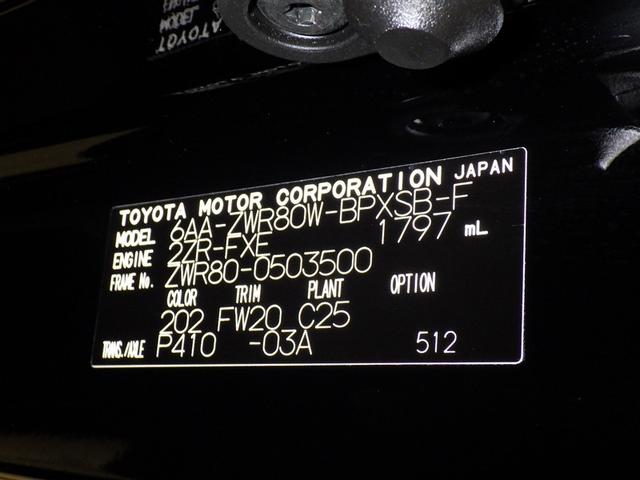 TOYOTA MOTOR CORPORATION JAPAN
MODEL 6AA-ZWR80W-BPXSB-F
ENGINE 2ZR-FXE 1797 mL
FRAME No. ZWR80-0503500
COLOR TRIM PLANT OPTION
202 FW20 C25
TRANS./AXLE P410 -03A 512